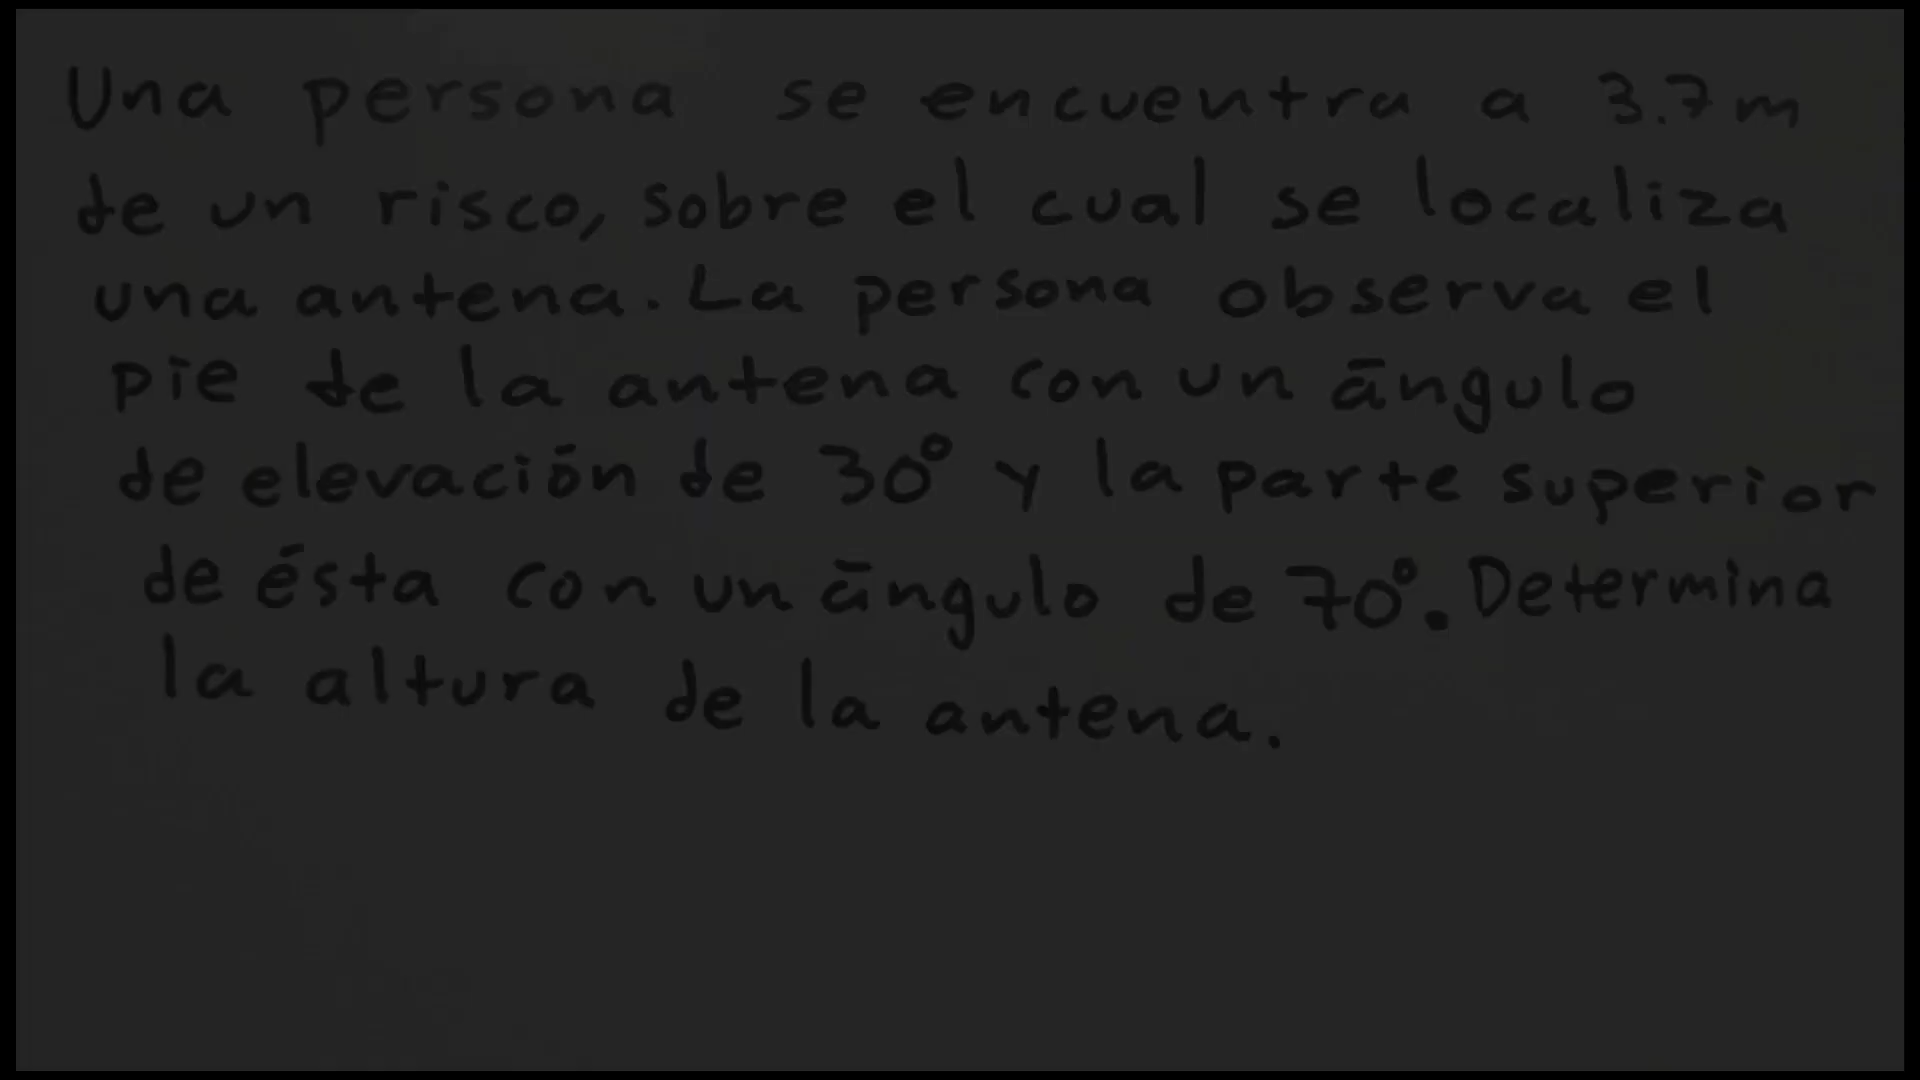 Una persona se encuentra a 3.7m
de un risco, sobre el cual se localiza
una antena. La persona observa el
pie de la antena con un ángulo
de elevación de 30° y la parte superior
de ésta con un ángulo de 70°. Determina
la altura de la antena.